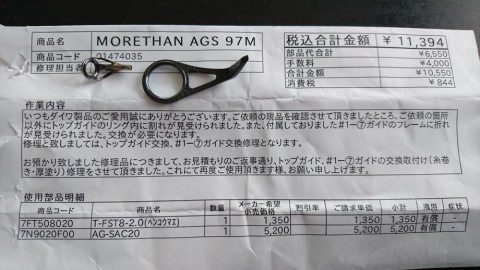 商品名 MORETHAN AGS 97M
税込合計金額 ¥ 11,394
商品コード 01474035
部品代合計 ¥6,550
修理担当者
手数料 ¥4,000
合計金額 ¥10,550
消費税 ¥ 844
作業内容
いつもダイワ製品のご愛用誠にありがとうございます。ご依頼の現品を確認させて頂きましたところ、ご依頼の箇所
以外にトップガイドのリング内に割れが見受けられました。また、付属しておりました#1-⑦ガイドのフレームに折れ
が見受けられました。交換が必要になります。
修理と致しましては、トップガイド交換、#1-⑦ガイド交換修理となります。
お預かり致しました修理品につきまして、お見積もりのご返事通り、トップガイド、#1-⑦ガイドの交換取付け(糸巻
き・厚塗り)修理をさせて頂きました。これにて再度ご使用頂きます様、お願い申し上げます。
使用部品明細
商品コード 商品名 数量 メーカー希望小売価格 割引率 ご請求単価 小計 適用 症状
7FT508020 T-FST8-2.0(ペンコウマエ) 1 1,350 1,350 1,350 有償 -
7N9020F00 AG-SAC20 1 5,200 5,200 5,200 有償 -